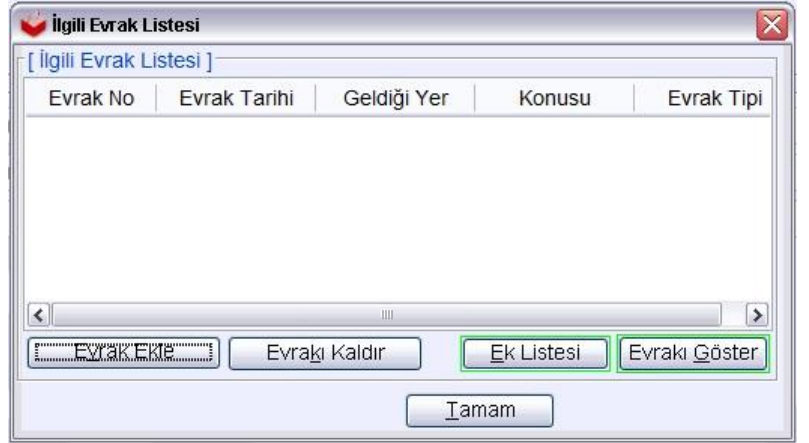 İlgili Evrak Listesi
[ İlgili Evrak Listesi ]
Evrak No Evrak Tarihi Geldiği Yer Konusu Evrak Tipi
Evrak Ekle Evrakı Kaldır Ek Listesi Evrakı Göster
Tamam